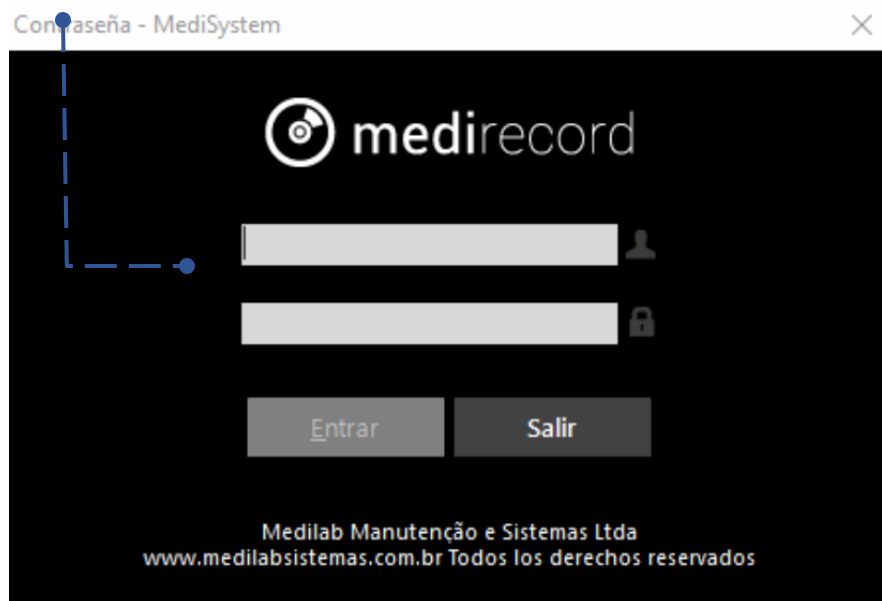 Contraseña - MediSystem
medirecord
Entrar
Salir
Medilab Manutenção e Sistemas Ltda
www.medilabsistemas.com.br Todos los derechos reservados